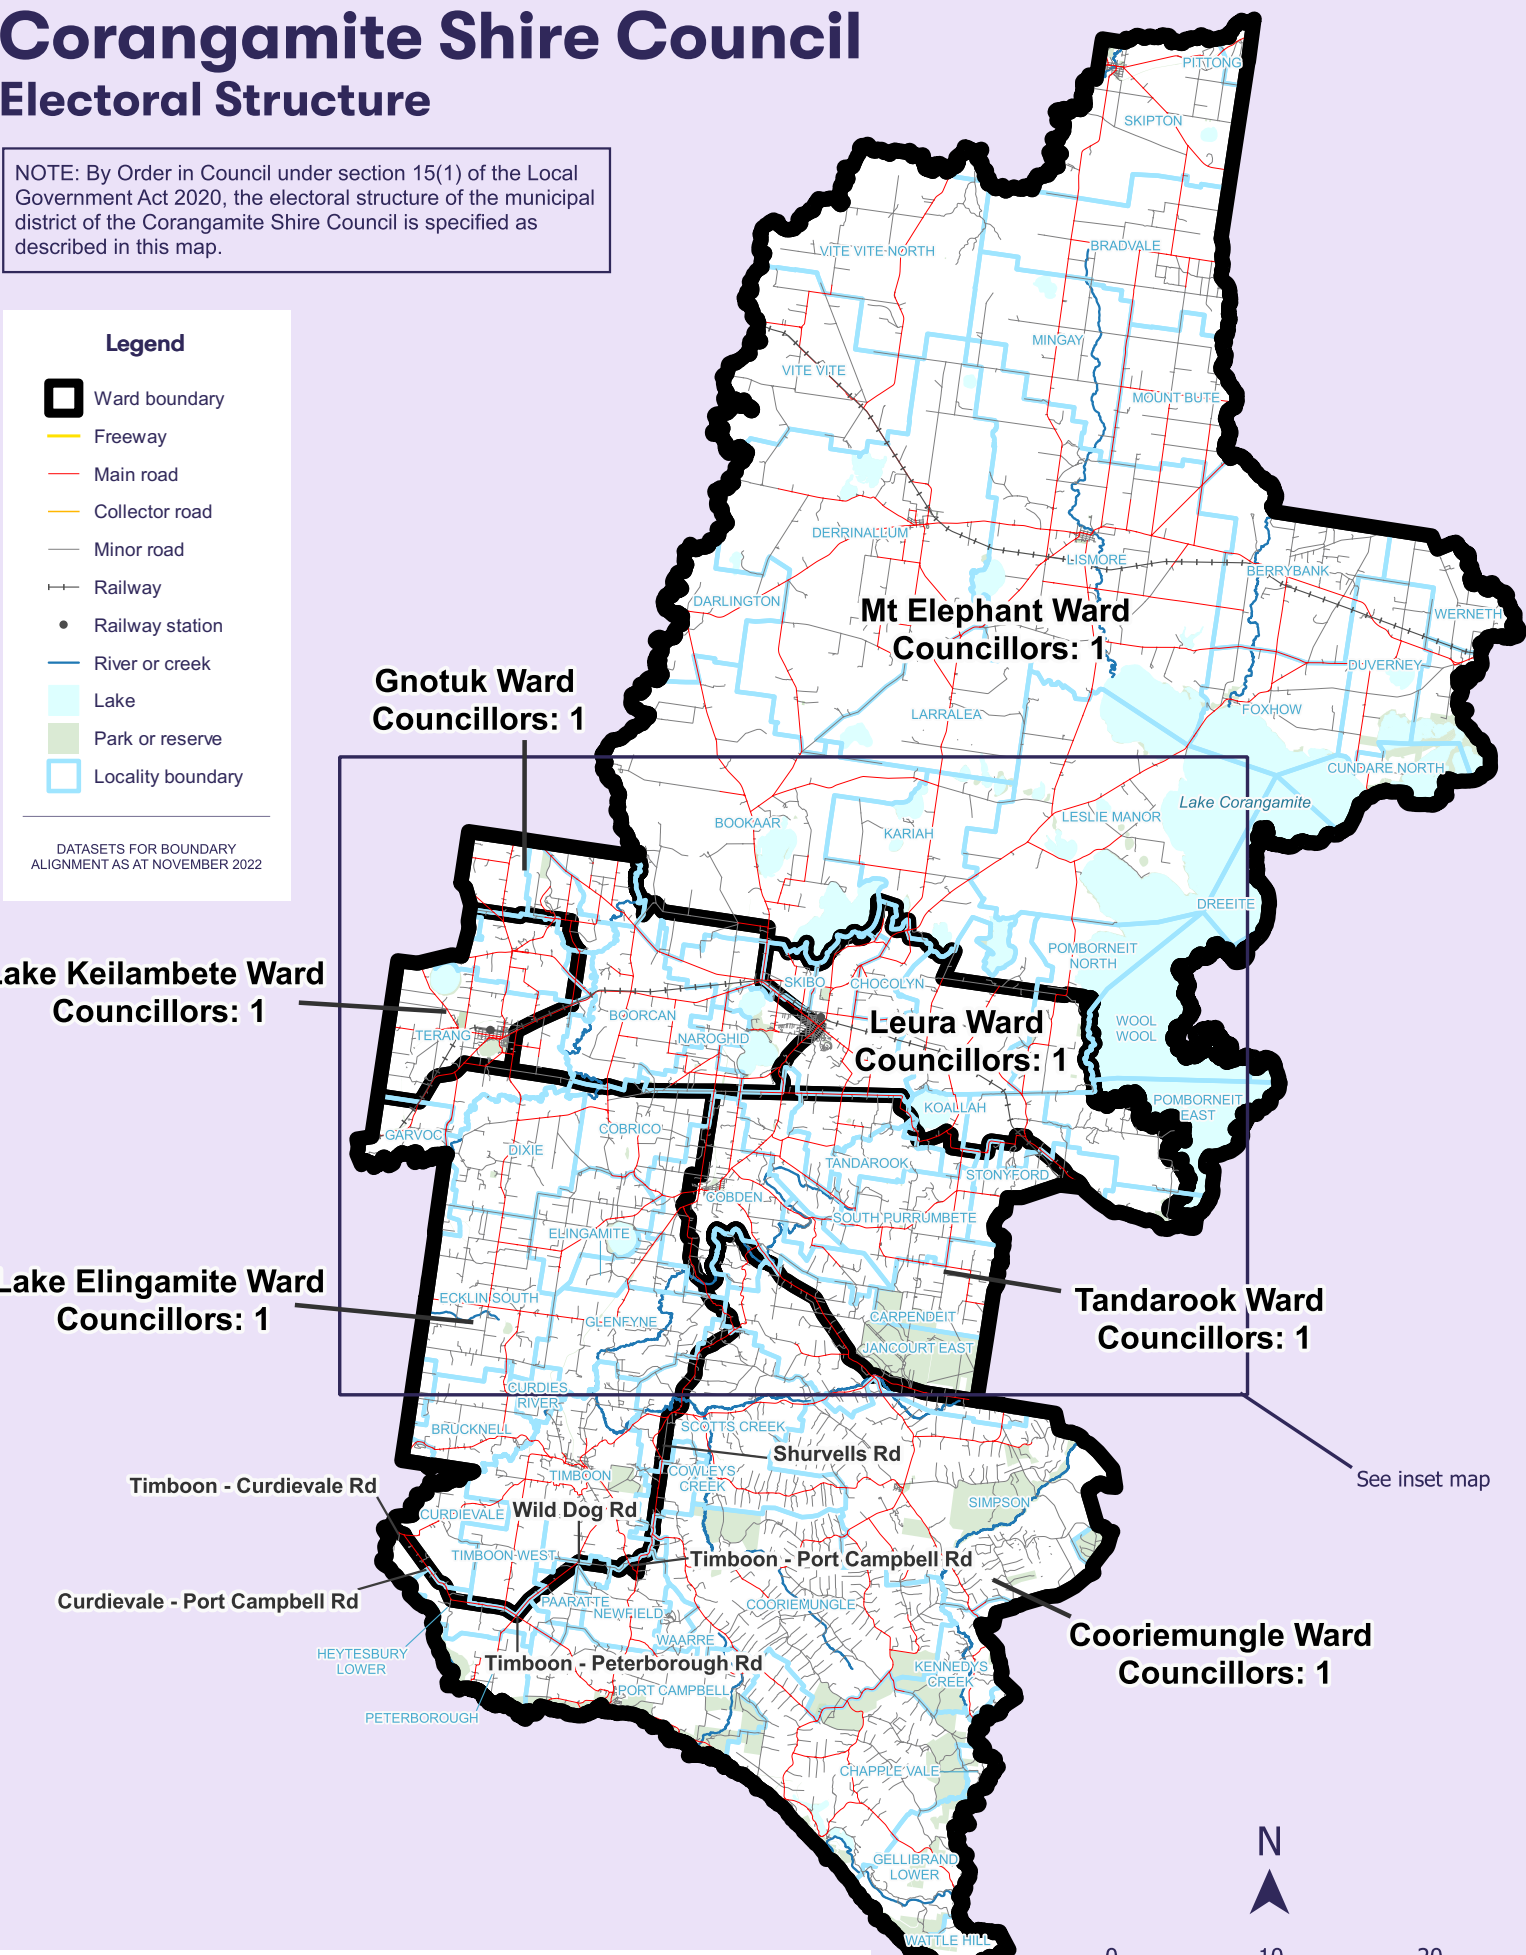 Corangamite Shire Council
Electoral Structure
NOTE: By Order in Council under section 15(1) of the Local
Government Act 2020, the electoral structure of the municipal
district of the Corangamite Shire Council is specified as
described in this map.
Legend
Ward boundary
Freeway
Main road
Collector road
Minor road
Railway
Railway station
River or creek
Lake
Park or reserve
Locality boundary
DATASETS FOR BOUNDARY
ALIGNMENT AS AT NOVEMBER 2022
PITTONG
SKIPTON
VITE VITE NORTH
BRADVALE
MINGAY
VITE VITE
MOUNT BUTE
DERRINALLUM
LISMORE
BERRYBANK
DARLINGTON
WERNETH
Mt Elephant Ward
Councillors: 1
DUVERNEY
Gnotuk Ward
Councillors: 1
LARRALEA
FOXHOW
CUNDARE NORTH
Lake Corangamite
BOOKAAR
KARIAH
LESLIE MANOR
DREEITE
POMBORNEIT
NORTH
Lake Keilambete Ward
Councillors: 1
SKIBO
CHOCOLYN
BOORCAN
TERANG
NAROGHID
Leura Ward
Councillors: 1
WOOL
WOOL
POMBORNEIT
EAST
KOALLAH
GARVOC
DIXIE
COBRICO
TANDAROOK
STONYFORD
COBDEN
SOUTH PURRUMBETE
ELINGAMITE
Lake Elingamite Ward
Councillors: 1
ECKLIN SOUTH
GLENFYNE
CARPENDEIT
JANCOURT EAST
Tandarook Ward
Councillors: 1
CURDIES
RIVER
BRUCKNELL
SCOTTS CREEK
Shurvells Rd
See inset map
Timboon - Curdievale Rd
TIMBOON
COWLEYS
CREEK
SIMPSON
CURDIEVALE
Wild Dog Rd
TIMBOON WEST
Timboon - Port Campbell Rd
Curdievale - Port Campbell Rd
PAARATTE
NEWFIELD
COORIEMUNGLE
WAARRE
Cooriemungle Ward
Councillors: 1
HEYTESBURY
LOWER
Timboon - Peterborough Rd
KENNEDYS
CREEK
PORT CAMPBELL
PETERBOROUGH
CHAPPLE VALE
GELLIBRAND
LOWER
WATTLE HILL
N
0 10 20